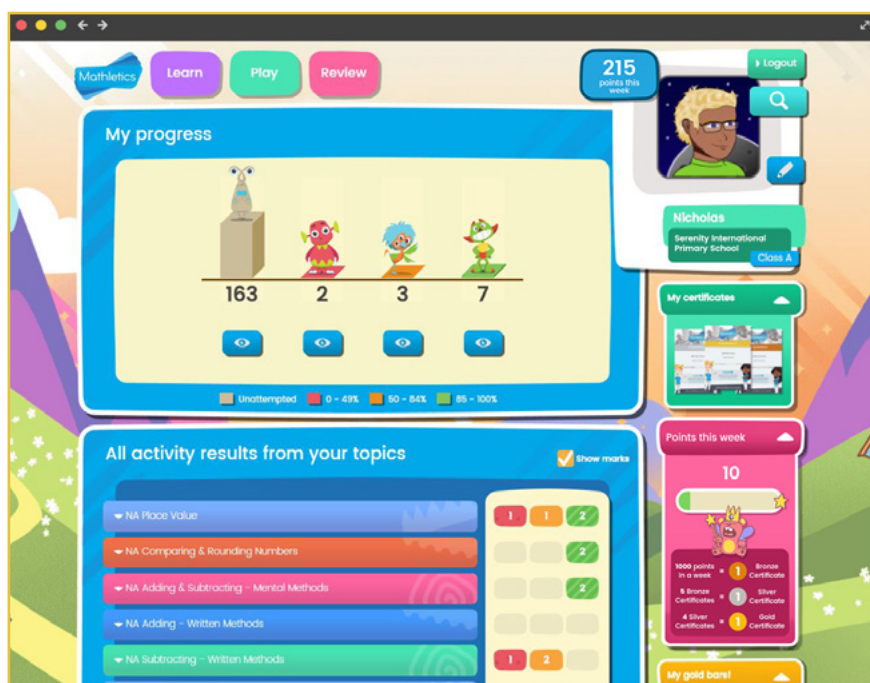 Mathletics
Learn
Play
Review
215
points this
week
Logout
My progress
163
2
3
7
Unattempted
0 - 49%
50 - 84%
85 - 100%
Nicholas
Serenity International
Primary School
Class A
My certificates
All activity results from your topics
Show marks
NA Place Value
1 1 2
NA Comparing & Rounding Numbers
2
NA Adding & Subtracting - Mental Methods
2
NA Adding - Written Methods
NA Subtracting - Written Methods
1 2
Points this week
10
1000 points
in a week
=
1
Bronze
Certificate
5 Bronze
Certificates
=
1
Silver
Certificate
4 Silver
Certificates
=
1
Gold
Certificate
My gold bars!